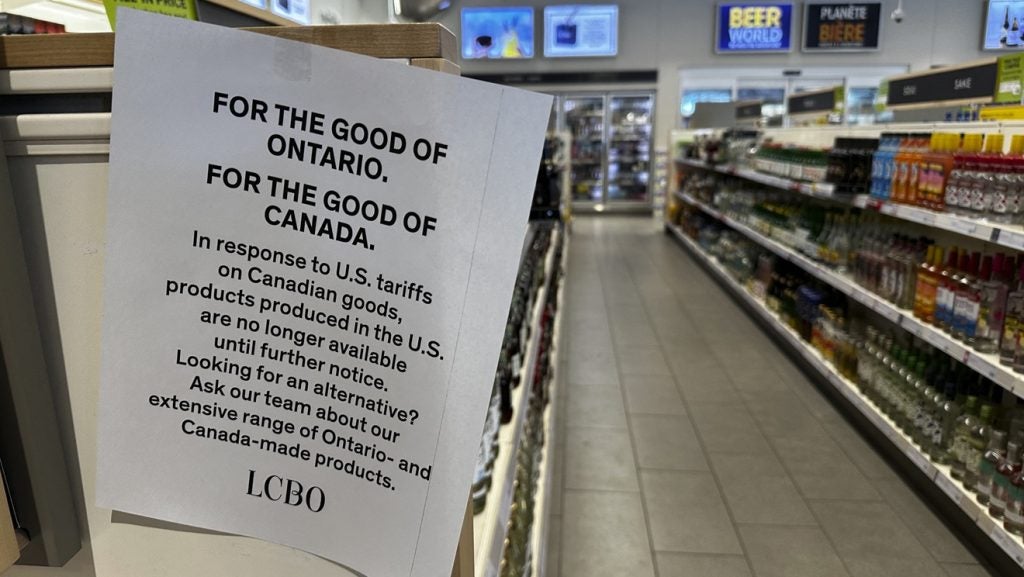 FOR THE GOOD OF
ONTARIO.
FOR THE GOOD OF
CANADA.
In response to U.S. tariffs
on Canadian goods,
products produced in the U.S.
are no longer available
until further notice.
Looking for an alternative?
Ask our team about our
extensive range of Ontario- and
Canada-made products.
LCBO
BEER
WORLD
PLANÈTE
BIÈRE
SOJU
SAKE